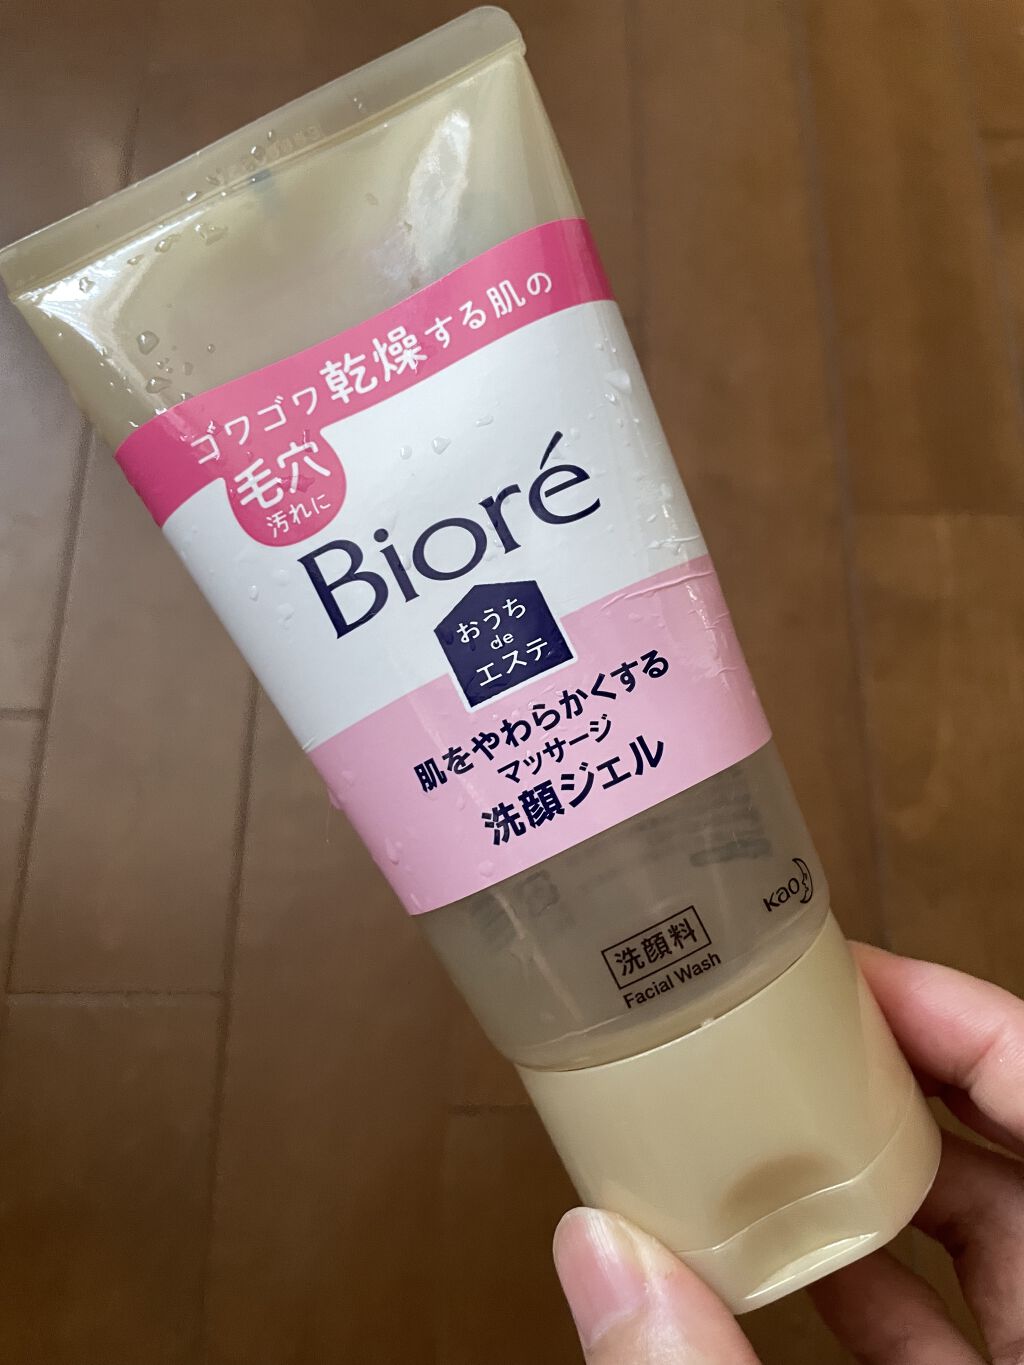 ゴワゴワ乾燥する肌の
毛穴
汚れに
Bioré
おうち
de
エステ
肌をやわらかくする
マッサージ
洗顔ジェル
Kao
洗顔料
Facial Wash